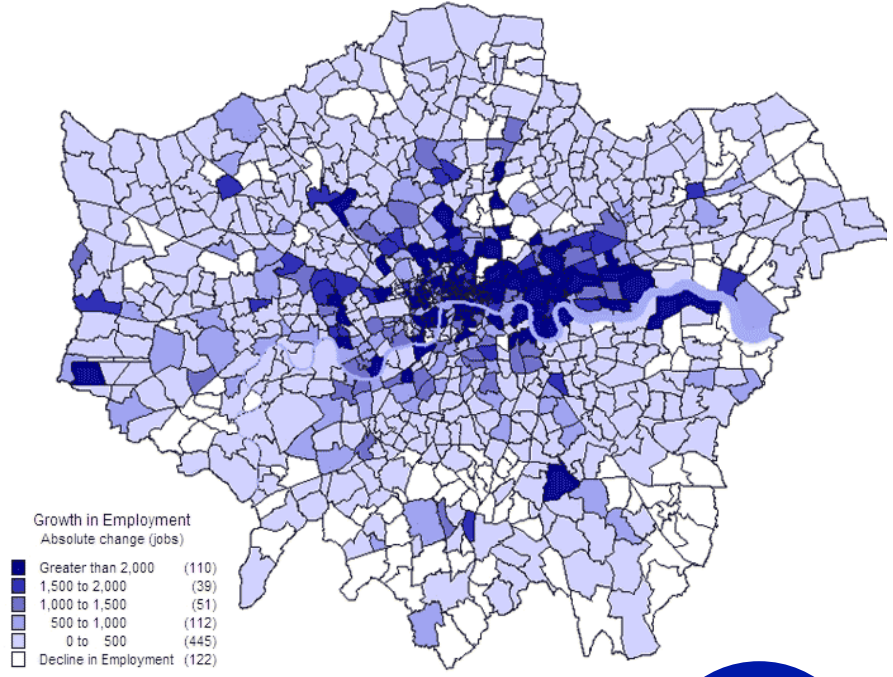 Growth in Employment
Absolute change (jobs)
Greater than 2,000 (110)
1,500 to 2,000 (39)
1,000 to 1,500 (51)
500 to 1,000 (112)
0 to 500 (445)
Decline in Employment (122)